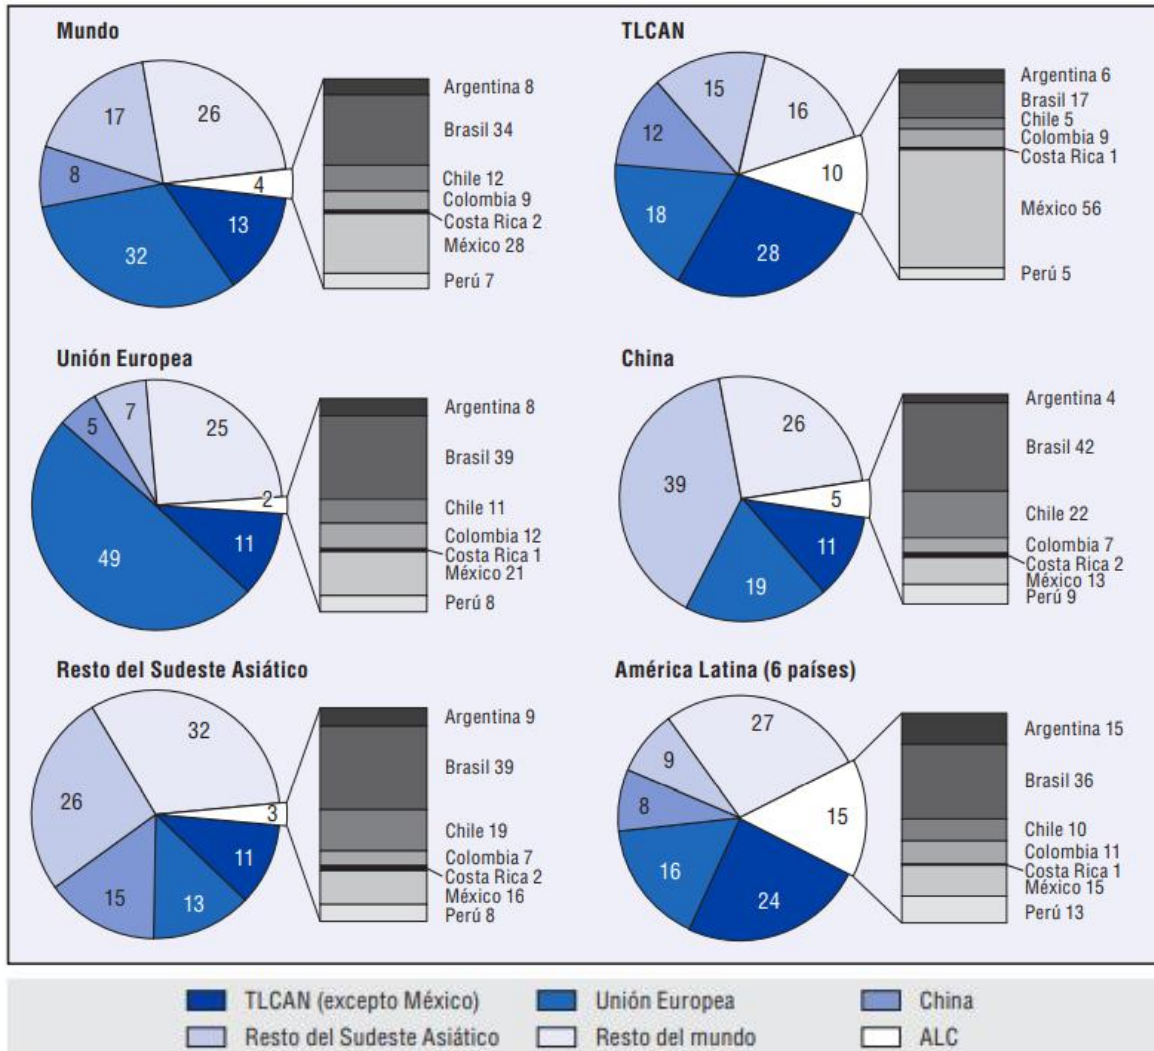 Mundo
17
26
8
4
13
32
Argentina 8
Brasil 34
Chile 12
Colombia 9
Costa Rica 2
México 28
Perú 7
TLCAN
15
16
12
10
18
28
Argentina 6
Brasil 17
Chile 5
Colombia 9
Costa Rica 1
México 56
Perú 5
Unión Europea
7
5
25
2
11
49
Argentina 8
Brasil 39
Chile 11
Colombia 12
Costa Rica 1
México 21
Perú 8
China
26
39
5
11
19
Argentina 4
Brasil 42
Chile 22
Colombia 7
Costa Rica 2
México 13
Perú 9
Resto del Sudeste Asiático
32
26
3
11
15
13
Argentina 9
Brasil 39
Chile 19
Colombia 7
Costa Rica 2
México 16
Perú 8
América Latina (6 países)
27
9
8
15
16
24
Argentina 15
Brasil 36
Chile 10
Colombia 11
Costa Rica 1
México 15
Perú 13
TLCAN (excepto México)
Unión Europea
China
Resto del Sudeste Asiático
Resto del mundo
ALC